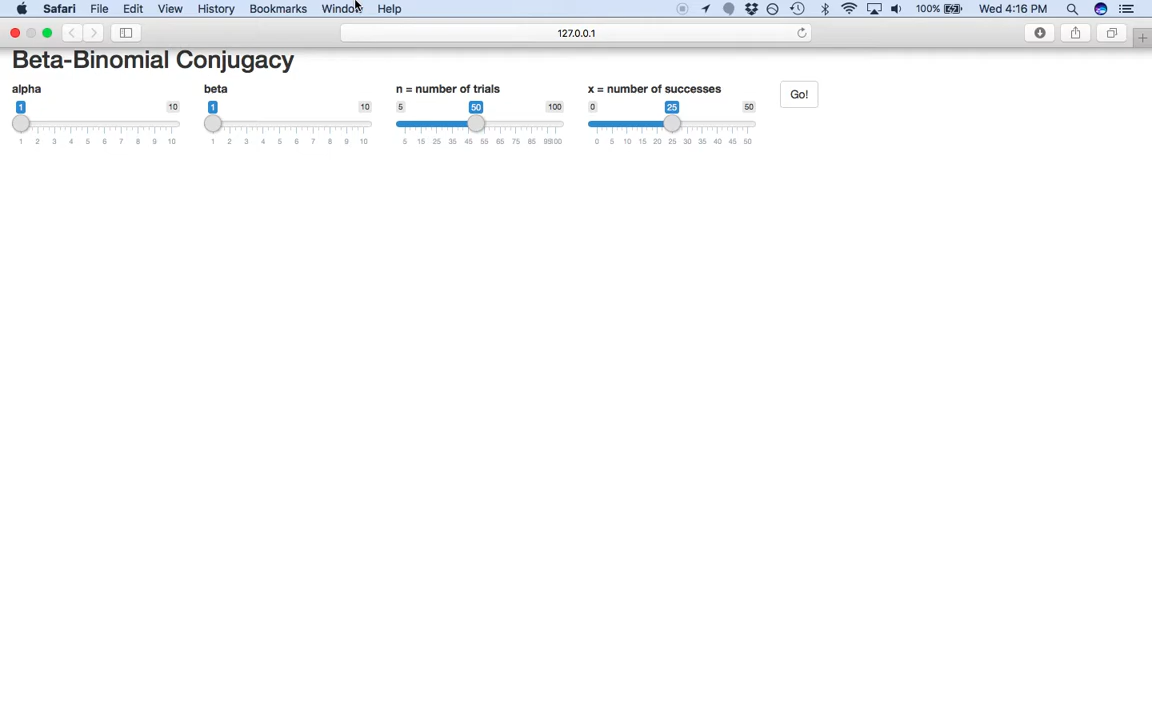 Safari File Edit View History Bookmarks Window Help 100% Wed 4:16 PM
127.0.0.1
Beta-Binomial Conjugacy
alpha beta n = number of trials x = number of successes Go!
1 10 1 10 5 50 100 0 25 50
1 2 3 4 5 6 7 8 9 10 1 2 3 4 5 6 7 8 9 10 5 15 25 35 45 55 65 75 85 95100 0 5 10 15 20 25 30 35 40 45 50